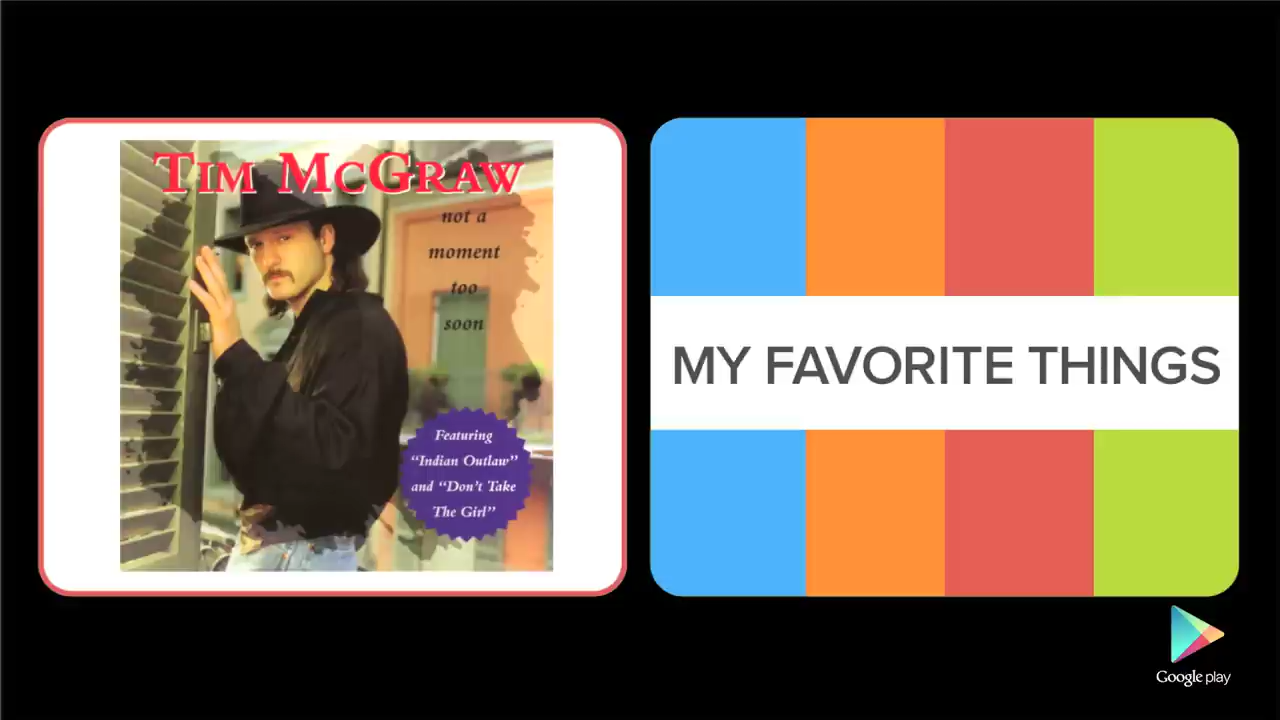 TIM MCGRAW
not a
moment
too
soon
Featuring
“Indian Outlaw”
and “Don't Take
The Girl”
MY FAVORITE THINGS
Google play